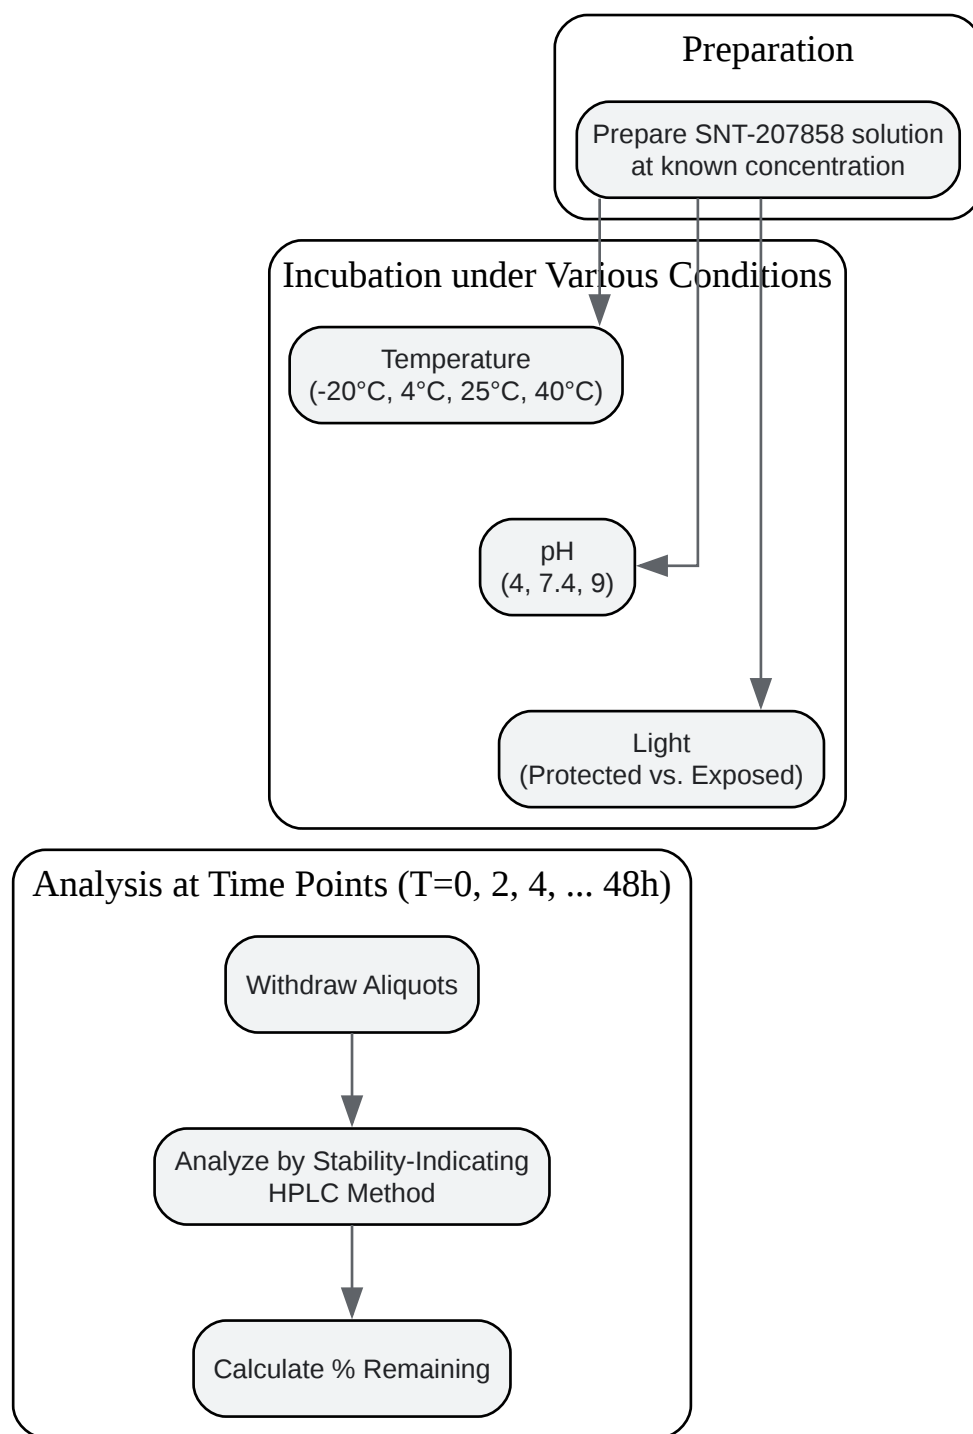 Preparation
Prepare SNT-207858 solution
at known concentration
Incubation under Various Conditions
Temperature
(-20°C, 4°C, 25°C, 40°C)
pH
(4, 7.4, 9)
Light
(Protected vs. Exposed)
Analysis at Time Points (T=0, 2, 4, ... 48h)
Withdraw Aliquots
Analyze by Stability-Indicating
HPLC Method
Calculate % Remaining